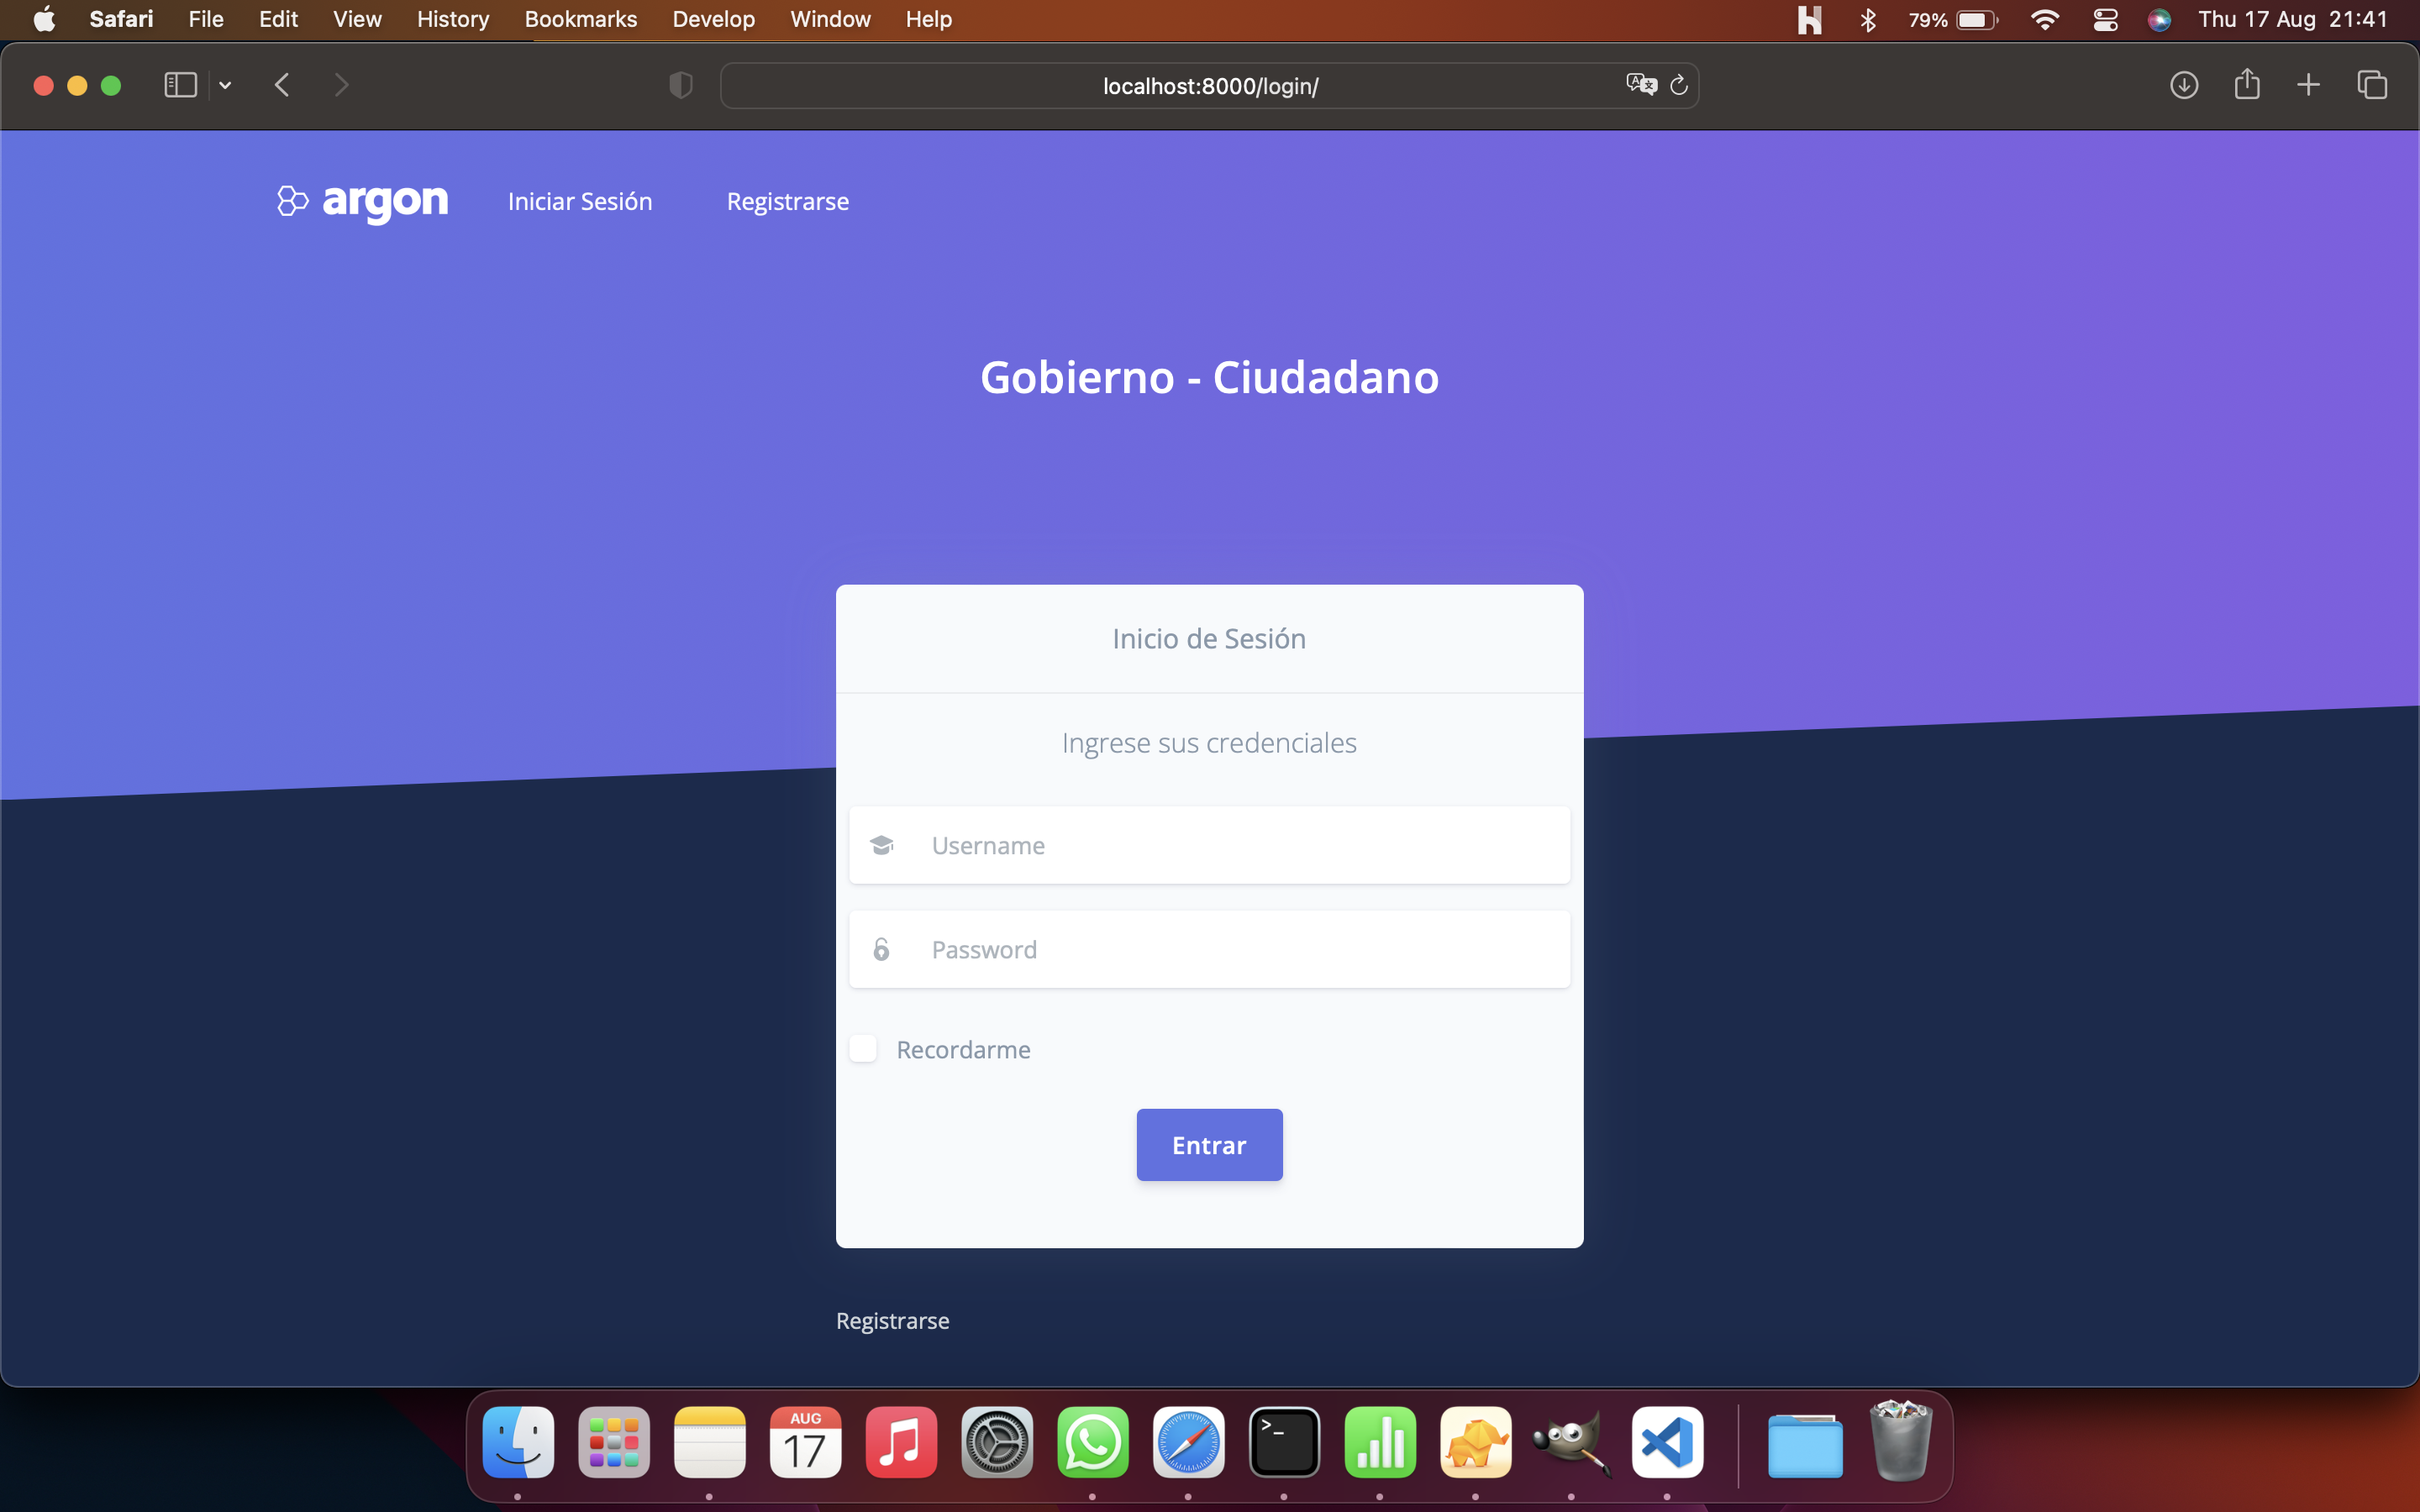 Safari File Edit View History Bookmarks Develop Window Help 79% Thu 17 Aug 21:41
localhost:8000/login/
argon Iniciar Sesión Registrarse
Gobierno - Ciudadano
Inicio de Sesión
Ingrese sus credenciales
Username
Password
Recordarme
Entrar
Registrarse
AUG
17